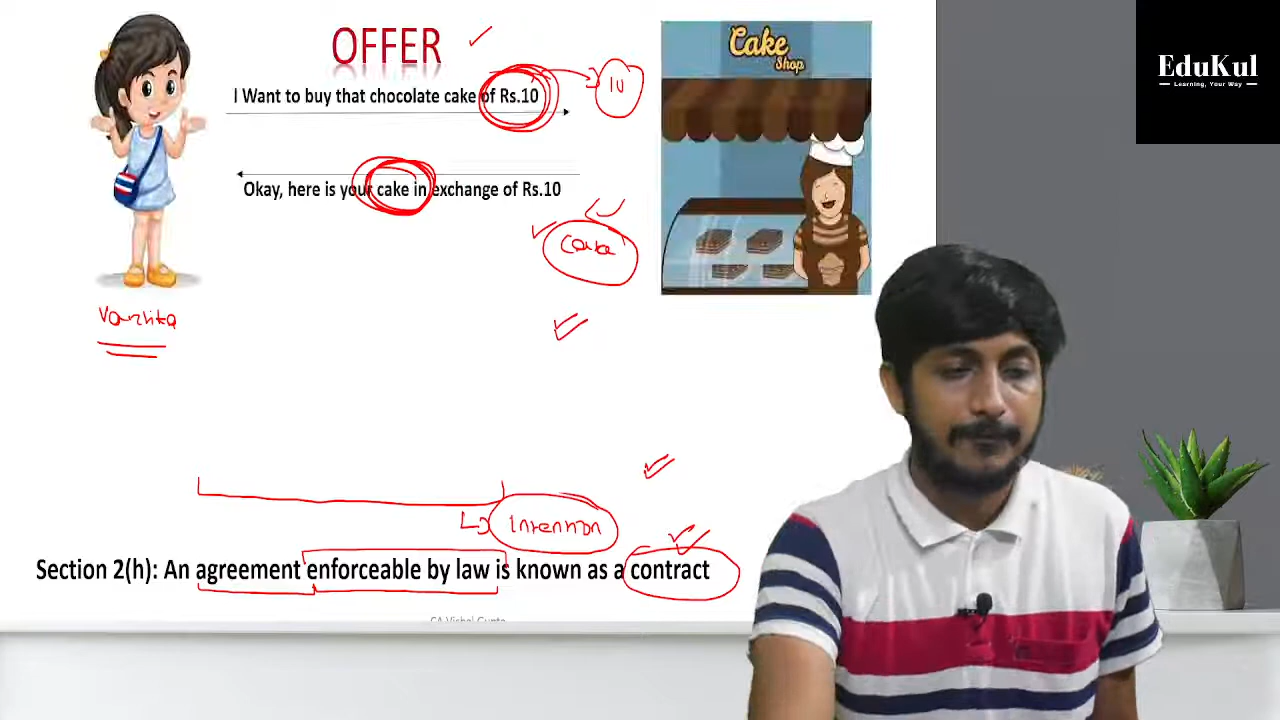 OFFER
Cake
Shop
EduKul
Learning, Your Way
I Want to buy that chocolate cake of Rs.10
10
Okay, here is your cake in exchange of Rs.10
Cake
Vanita
Intention
Section 2(h): An agreement enforceable by law is known as a contract